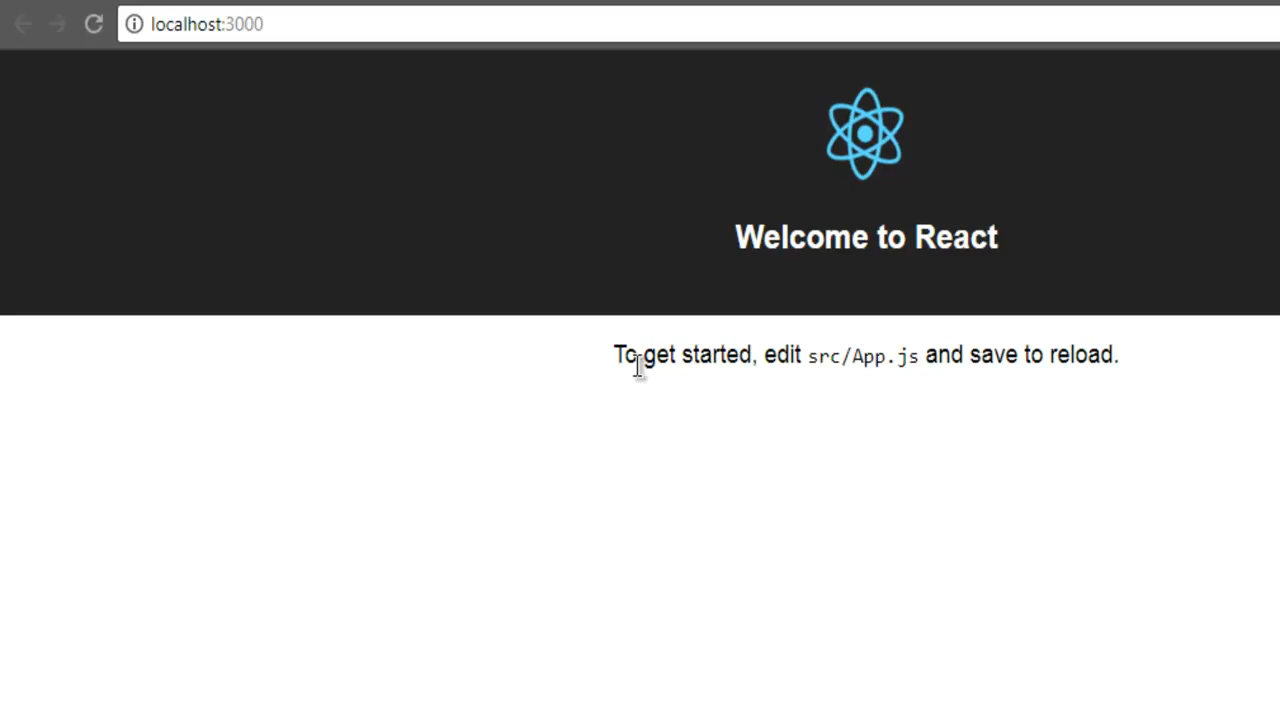 localhost:3000
Welcome to React
To get started, edit src/App.js and save to reload.